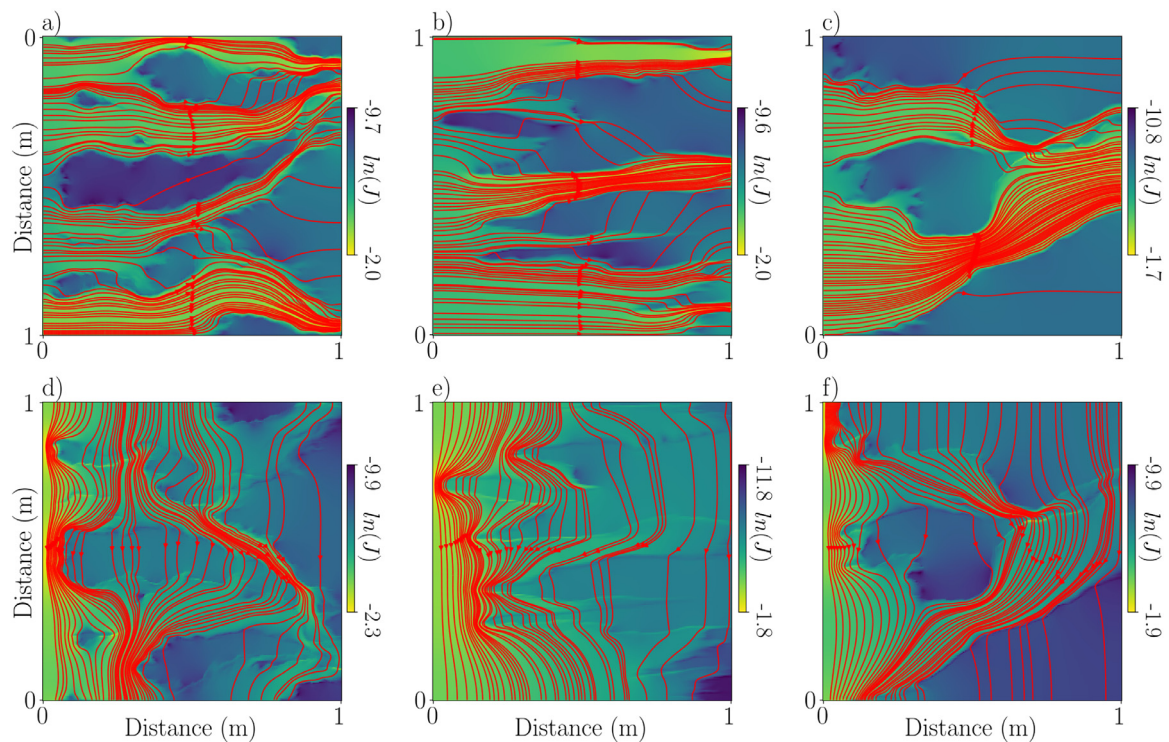 a)
b)
c)
0
1
Distance (m)
-9.7
ln(J)
-2.0
-9.6
ln(J)
-2.0
-10.8
ln(J)
-1.7
1
0
0
0
1
0
1
0
1
d)
e)
f)
1
1
1
Distance (m)
-9.9
ln(J)
-2.3
-11.8
ln(J)
-1.8
-9.9
ln(J)
-1.9
0
0
0
0
1
0
1
0
1
Distance (m)
Distance (m)
Distance (m)